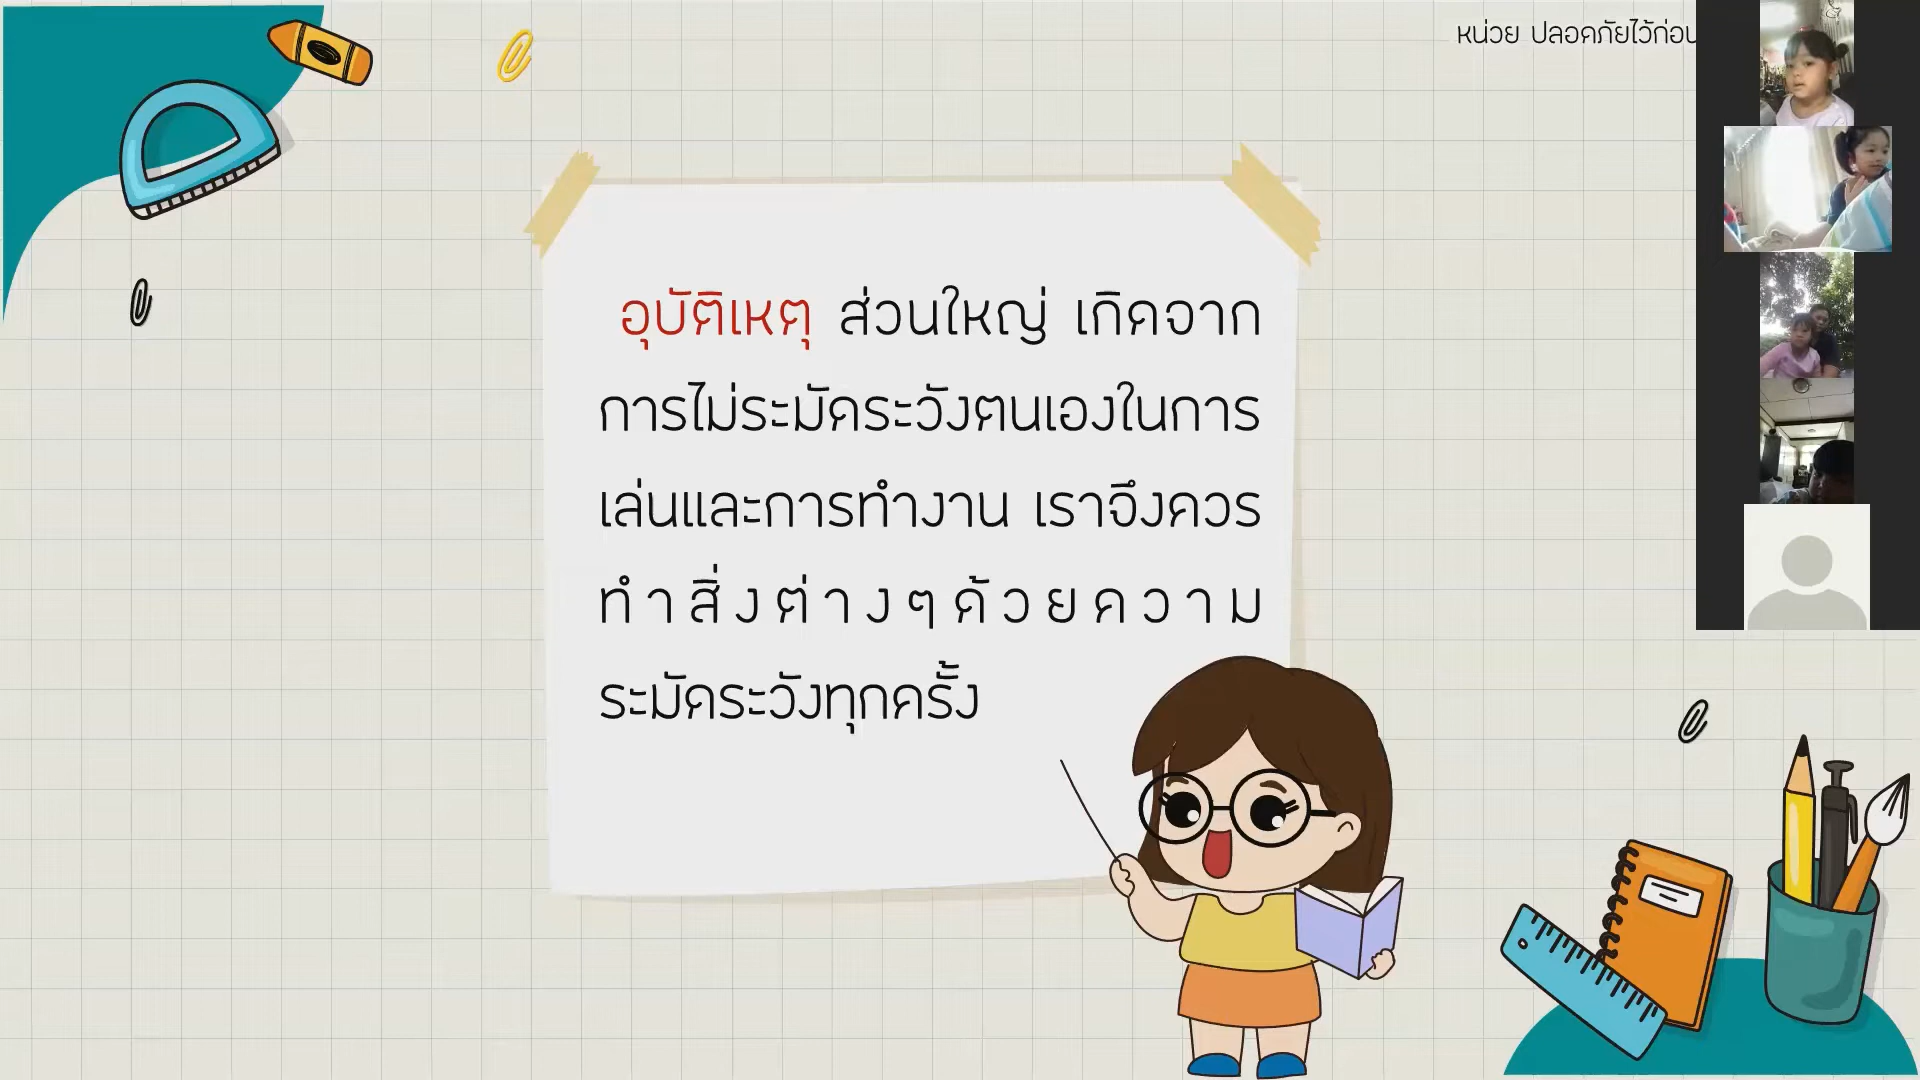 หน่วย ปลอดภัยไว้ก่อน
อุบัติเหตุ ส่วนใหญ่ เกิดจาก
การไม่ระมัดระวังตนเองในการ
เล่นและการทำงาน เราจึงควร
ทำสิ่งต่างๆด้วยความ
ระมัดระวังทุกครั้ง